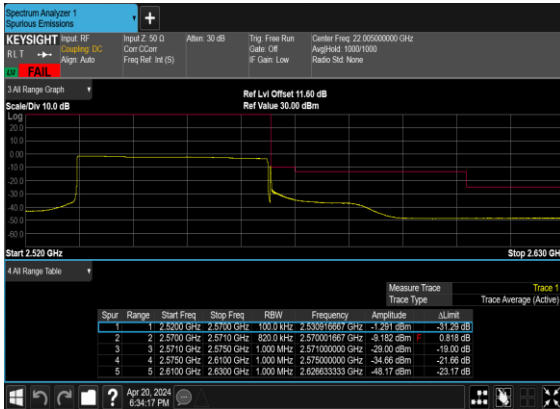 Spectrum Analyzer 1
Spurious Emissions
+
KEYSIGHT Input: RF Input Z: 50 Ω Atten: 30 dB Trig: Free Run Center Freq: 22.005000000 GHz
RLT Coupling: DC Corr CCorr Gate: Off Avg|Hold: 1000/1000
Align: Auto Freq Ref: Int (S) IF Gain: Low Radio Std: None
LV FAIL
3 All Range Graph
Ref Lvl Offset 11.60 dB
Scale/Div 10.0 dB Ref Value 30.00 dBm
Log
20.0
10.0
0.00
-10.0
-20.0
-30.0
-40.0
-50.0
-60.0
Start 2.520 GHz Stop 2.630 GH
4 All Range Table
Measure Trace Trace 1
Trace Type Trace Average (Active)
Spur Range Start Freq Stop Freq RBW Frequency Amplitude ΔLimit
1 1 2.5200 GHz 2.5700 GHz 100.0 kHz 2.530916667 GHz -1.291 dBm -31.29 dB
2 2 2.5700 GHz 2.5710 GHz 820.0 kHz 2.570001667 GHz -9.182 dBm F 0.818 dB
3 3 2.5710 GHz 2.5750 GHz 1.000 MHz 2.571000000 GHz -29.00 dBm -19.00 dB
4 4 2.5750 GHz 2.6100 GHz 1.000 MHz 2.575000000 GHz -34.66 dBm -21.66 dB
5 5 2.6100 GHz 2.6300 GHz 1.000 MHz 2.626633333 GHz -48.17 dBm -23.17 dB
? Apr 20, 2024
6:34:17 PM